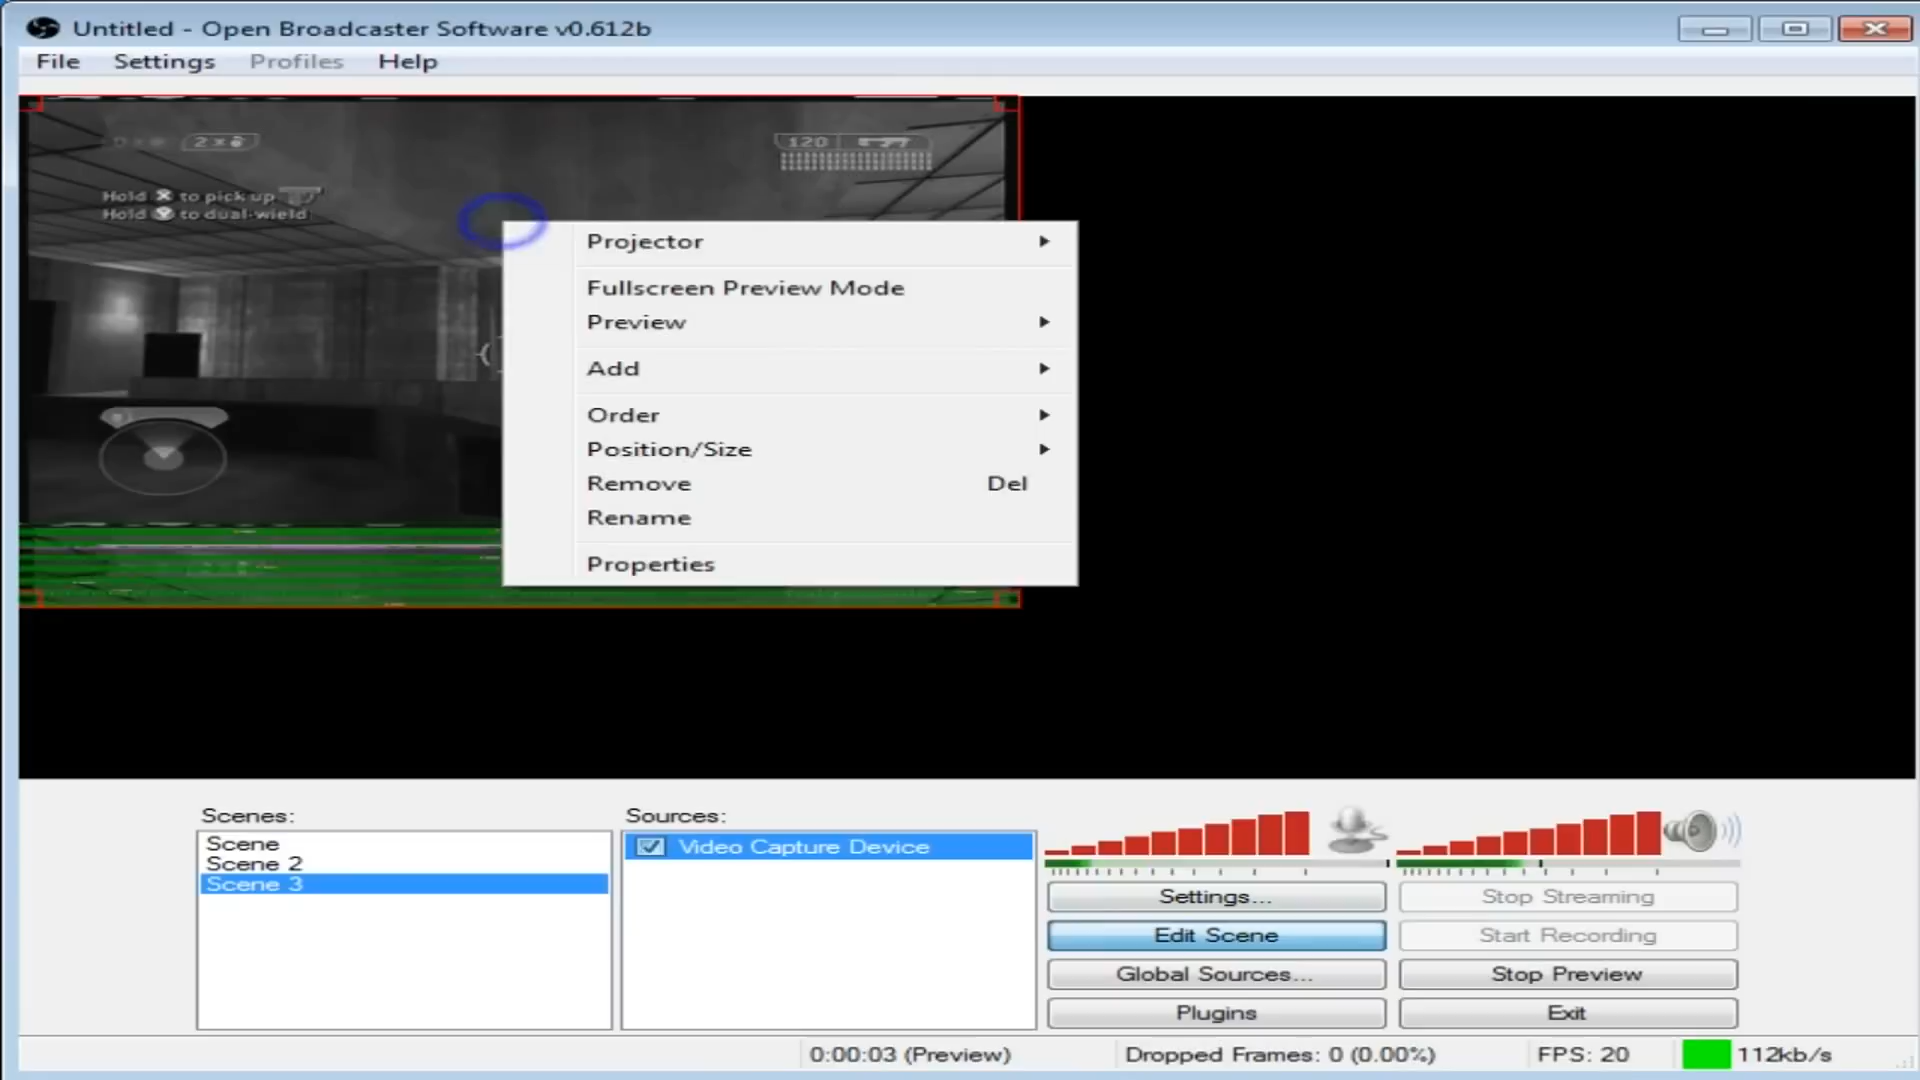 Untitled - Open Broadcaster Software v0.612b
File Settings Profiles Help
2 x
120
Hold X to pick up
Hold Y to dual-wield
Projector
Fullscreen Preview Mode
Preview
Add
Order
Position/Size
Remove Del
Rename
Properties
Scenes:
Scene
Scene 2
Scene 3
Sources:
Video Capture Device
Settings...
Edit Scene
Global Sources...
Plugins
Stop Streaming
Start Recording
Stop Preview
Exit
0:00:03 (Preview)
Dropped Frames: 0 (0.00%)
FPS: 20
112kb/s